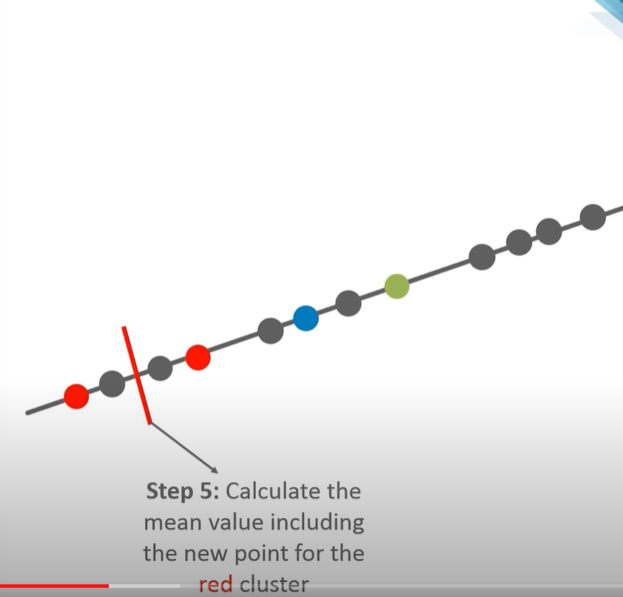 Step 5: Calculate the
mean value including
the new point for the
red cluster